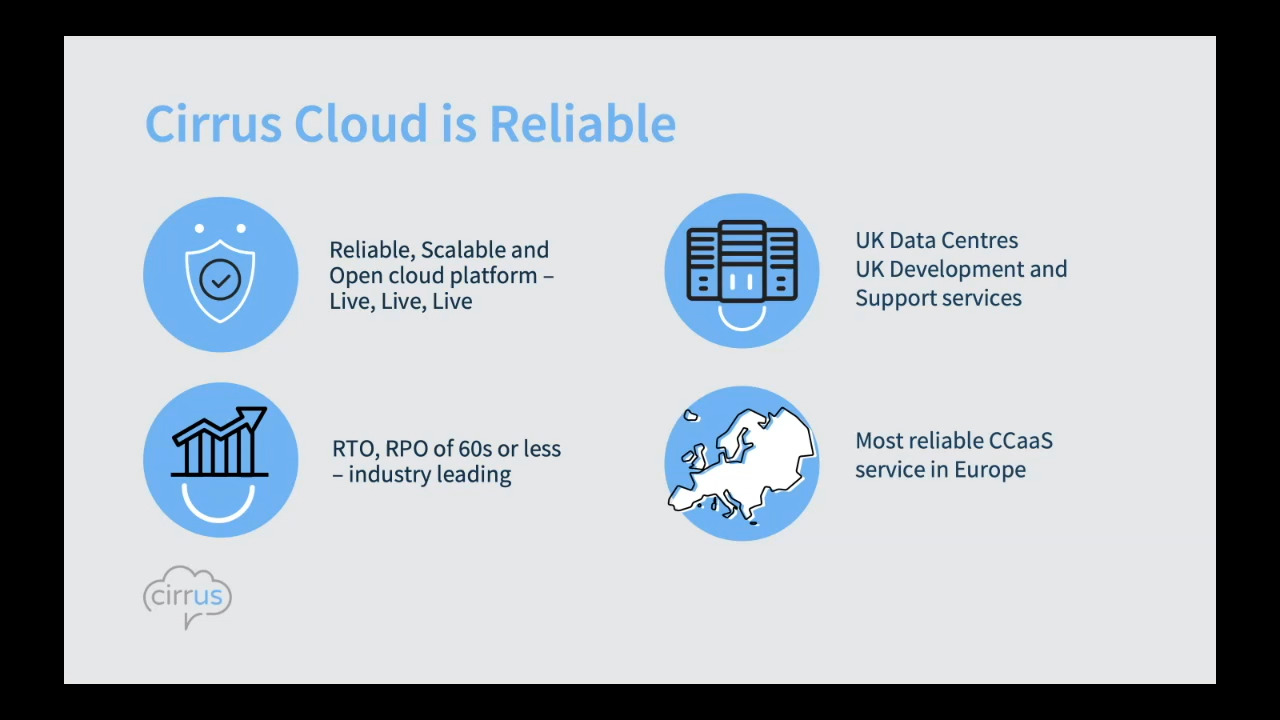 Cirrus Cloud is Reliable
Reliable, Scalable and
Open cloud platform –
Live, Live, Live
UK Data Centres
UK Development and
Support services
RTO, RPO of 60s or less
– industry leading
Most reliable CCaaS
service in Europe
cirrus